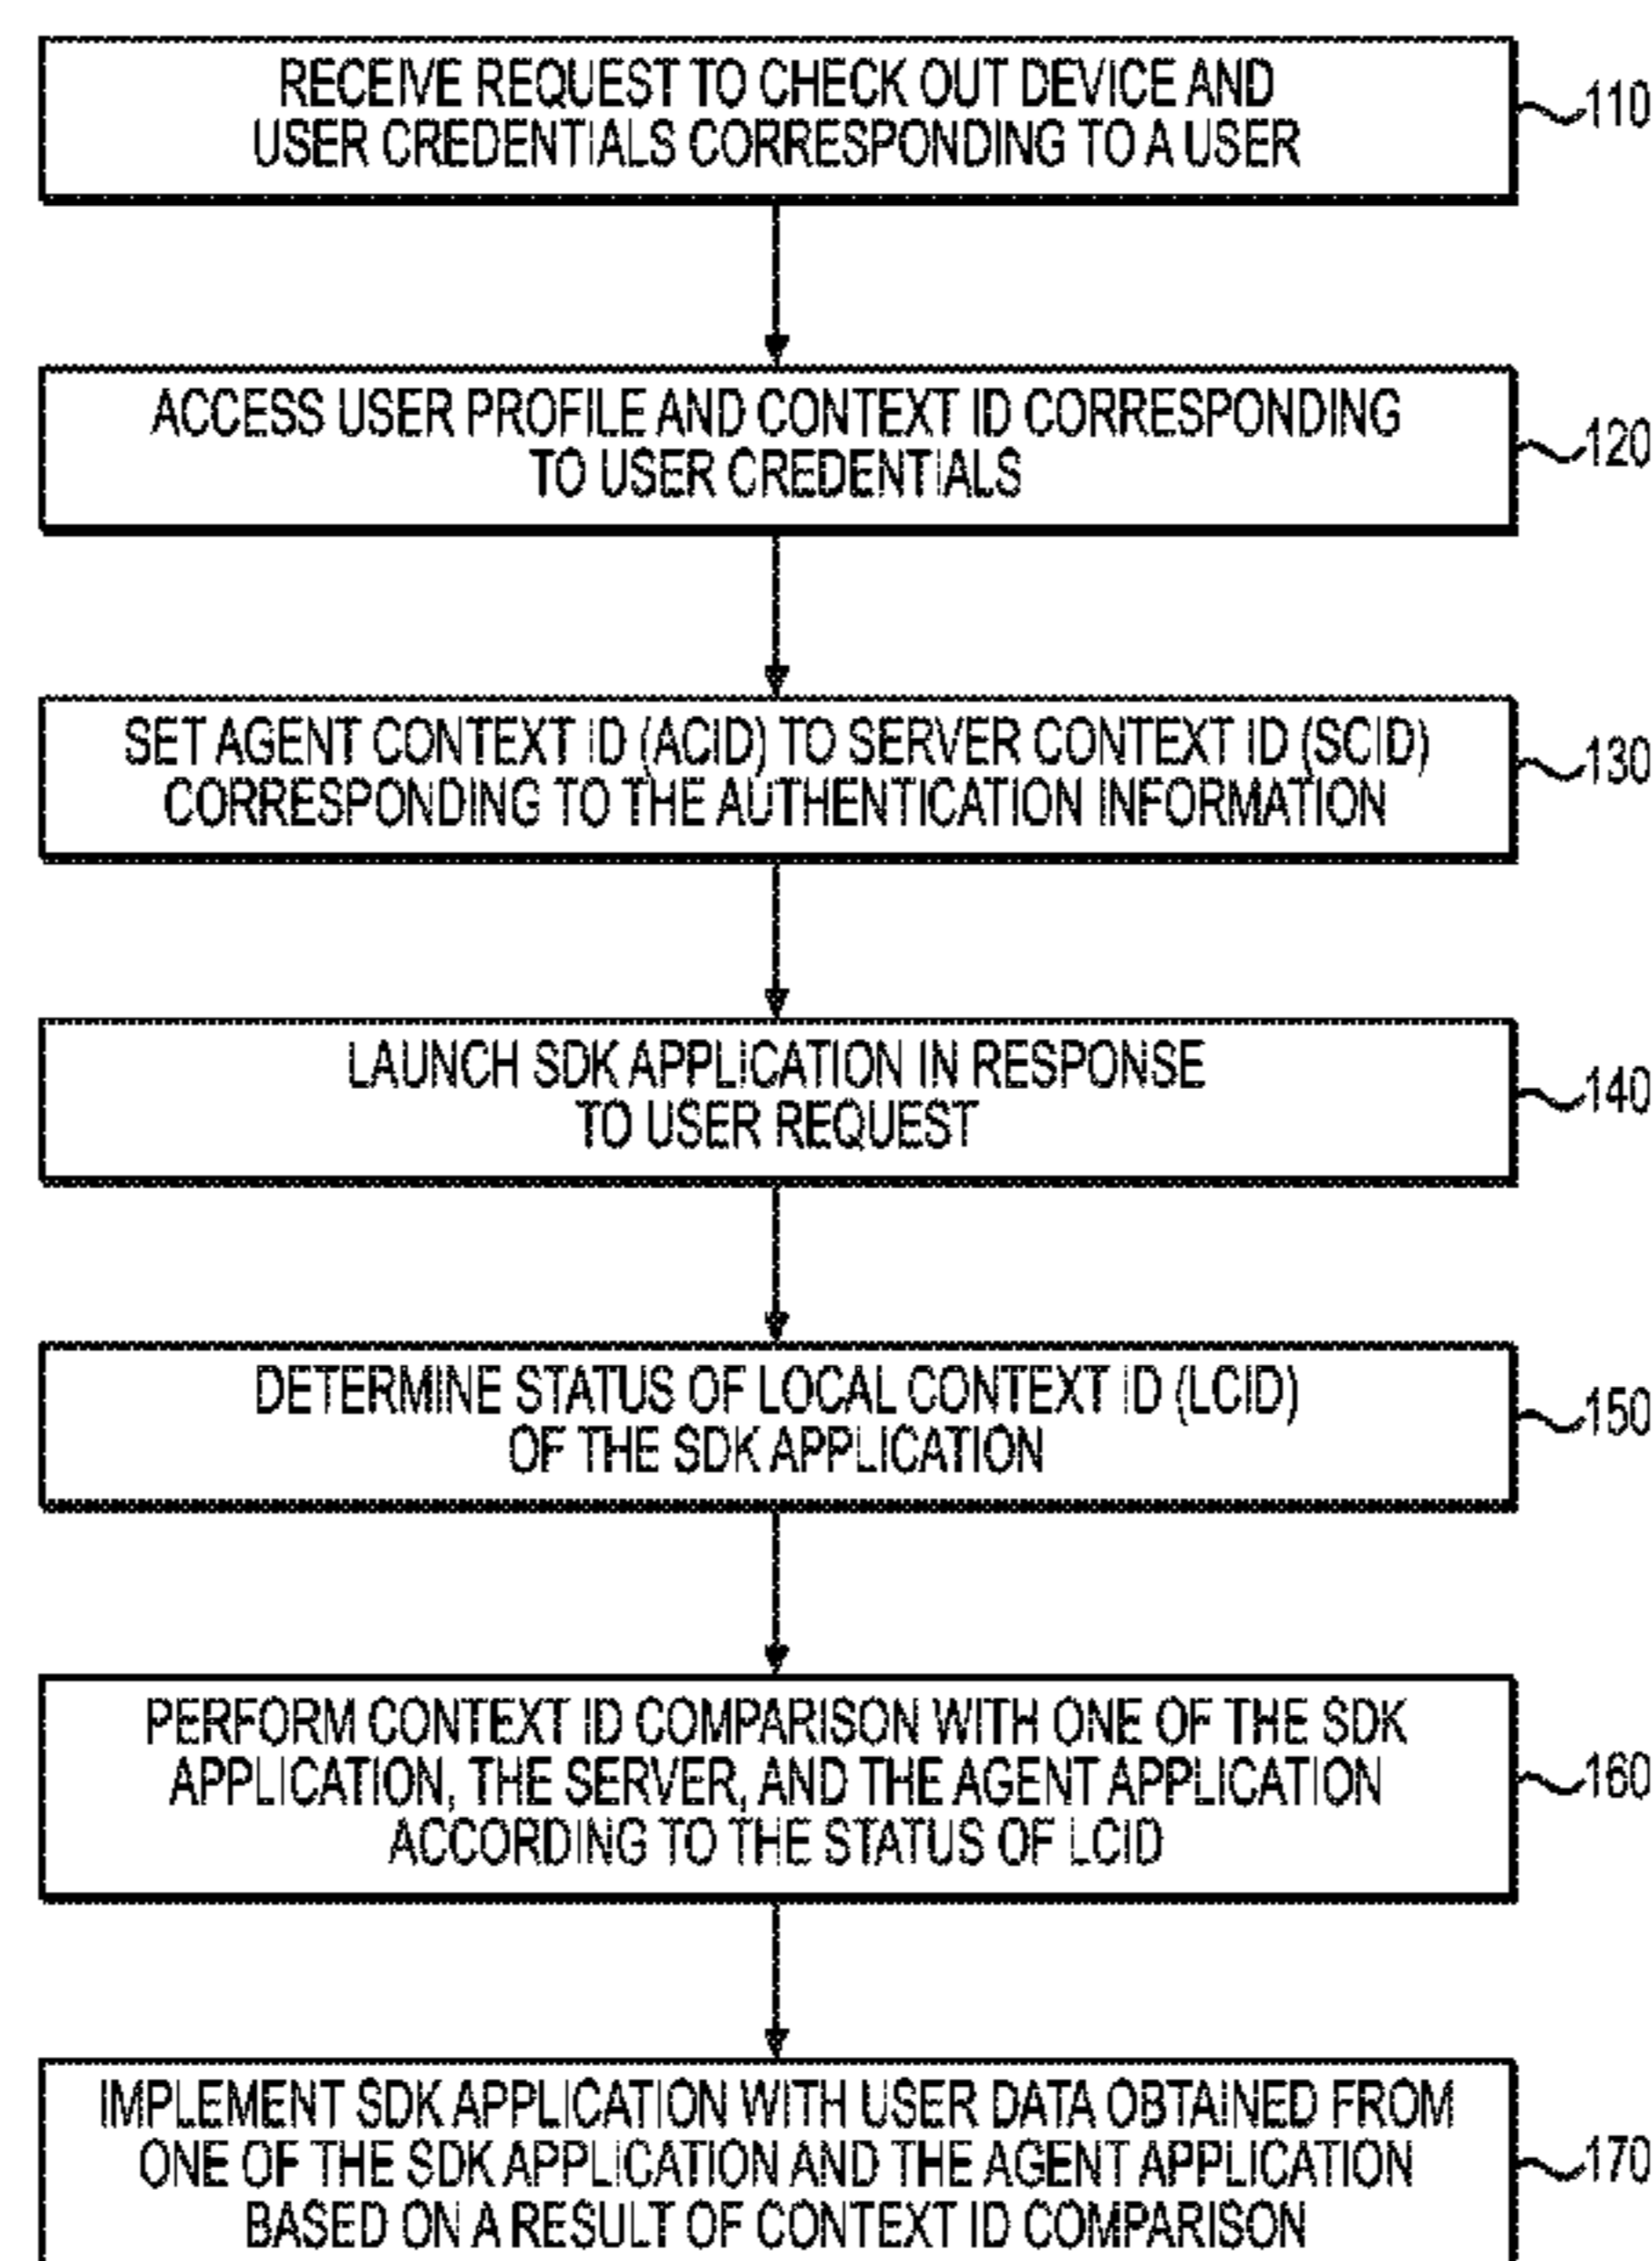 RECEIVE REQUEST TO CHECK OUT DEVICE AND
USER CREDENTIALS CORRESPONDING TO A USER
110
ACCESS USER PROFILE AND CONTEXT ID CORRESPONDING
TO USER CREDENTIALS
120
SET AGENT CONTEXT ID (ACID) TO SERVER CONTEXT ID (SCID)
CORRESPONDING TO THE AUTHENTICATION INFORMATION
130
LAUNCH SDK APPLICATION IN RESPONSE
TO USER REQUEST
140
DETERMINE STATUS OF LOCAL CONTEXT ID (LCID)
OF THE SDK APPLICATION
150
PERFORM CONTEXT ID COMPARISON WITH ONE OF THE SDK
APPLICATION, THE SERVER, AND THE AGENT APPLICATION
ACCORDING TO THE STATUS OF LCID
160
IMPLEMENT SDK APPLICATION WITH USER DATA OBTAINED FROM
ONE OF THE SDK APPLICATION AND THE AGENT APPLICATION
BASED ON A RESULT OF CONTEXT ID COMPARISON
170